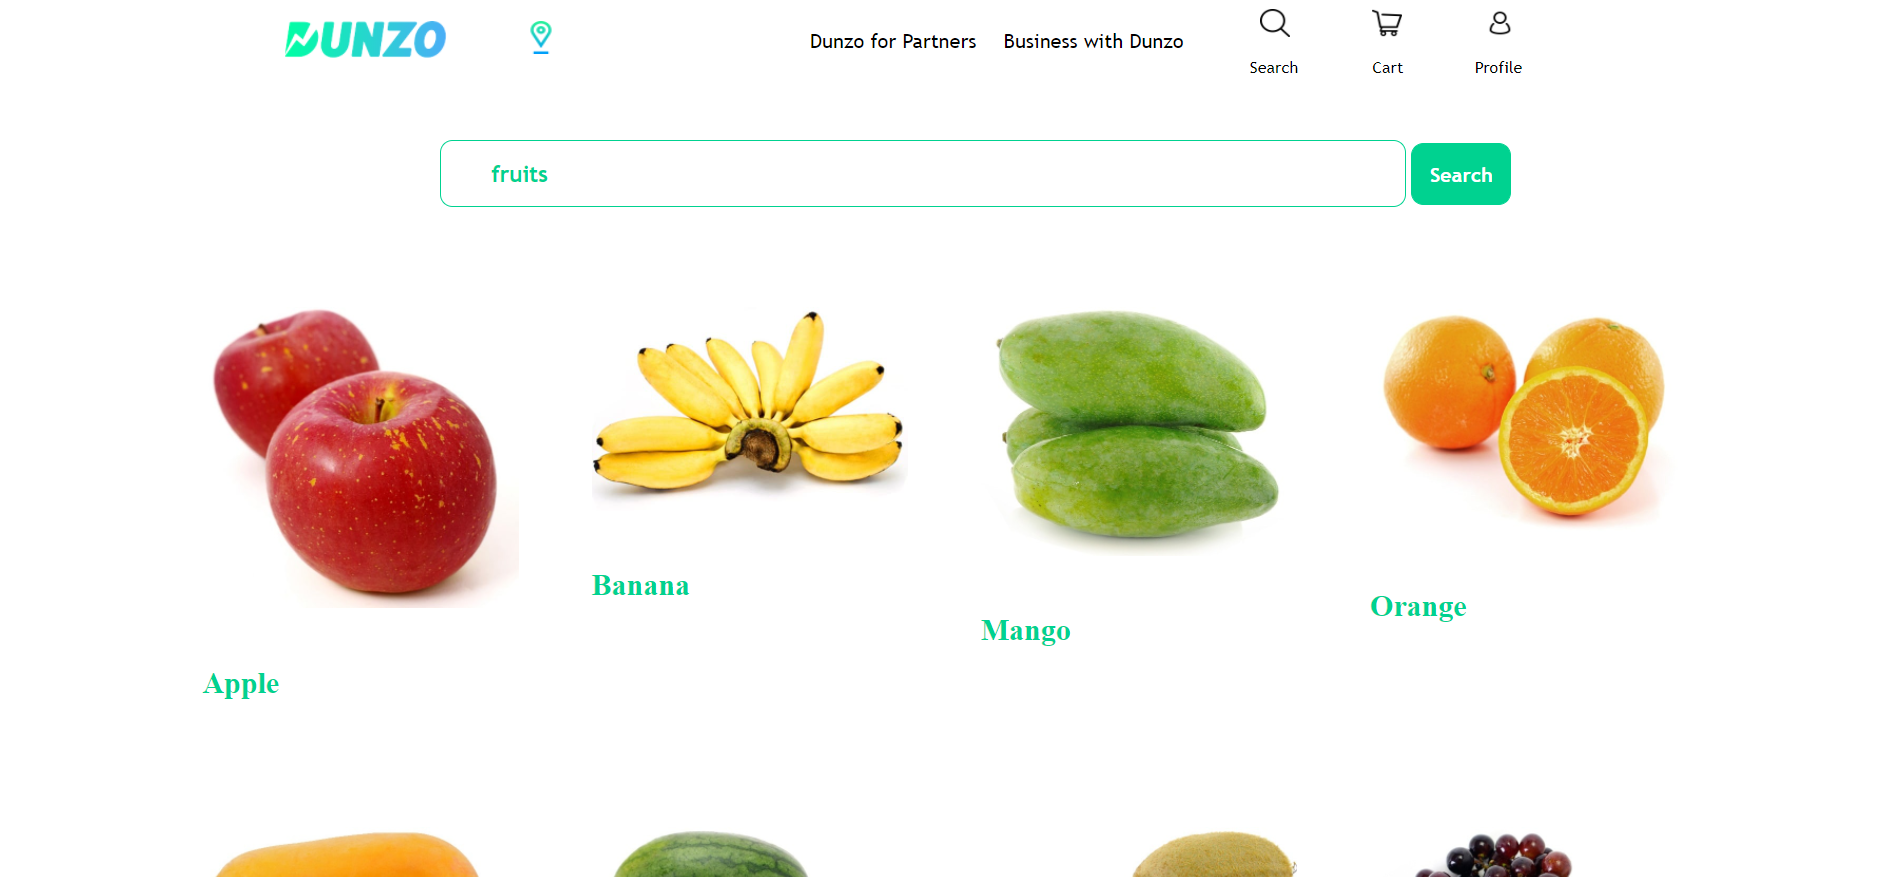 DUNZO
Dunzo for Partners
Business with Dunzo
Search
Cart
Profile
fruits
Search
Banana
Orange
Mango
Apple